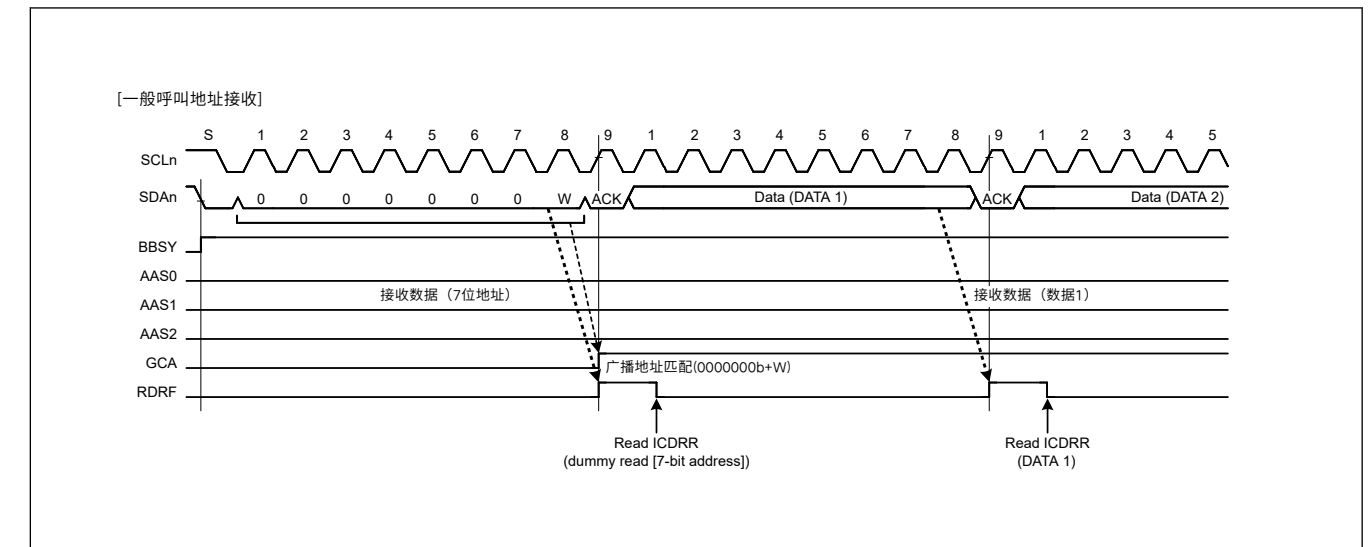 [一般呼叫地址接收]
S 1 2 3 4 5 6 7 8 9 1 2 3 4 5 6 7 8 9 1 2 3 4 5
SCLn
SDAn 0 0 0 0 0 0 0 W ACK Data (DATA 1) ACK Data (DATA 2)
BBSY
AAS0
接收数据（7位地址） 接收数据（数据1）
AAS1
AAS2
GCA 广播地址匹配(0000000b+W)
RDRF
Read ICDRR Read ICDRR
(dummy read [7-bit address]) (DATA 1)